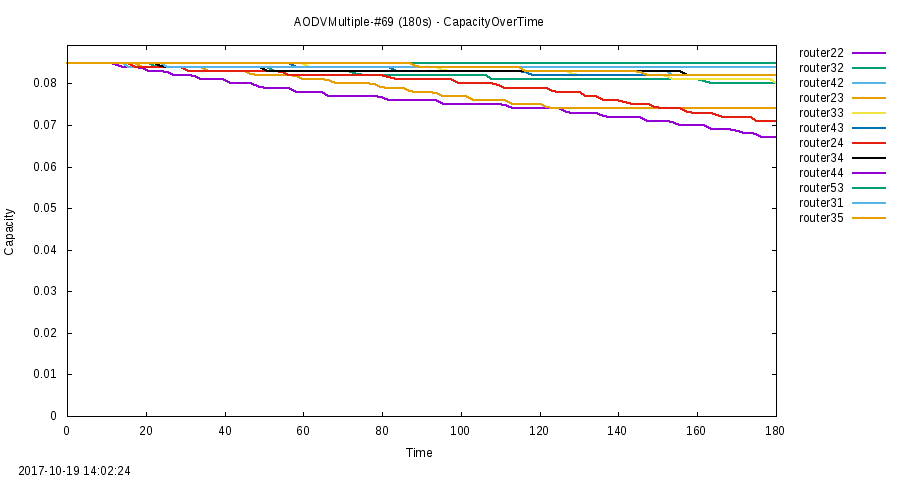 AODVMultiple-#69 (180s) - CapacityOverTime
router22
router32
router42
router23
router33
router43
router24
router34
router44
router53
router31
router35
0.08
0.07
0.06
0.05
0.04
0.03
0.02
0.01
0
Capacity
0 20 40 60 80 100 120 140 160 180
Time
2017-10-19 14:02:24